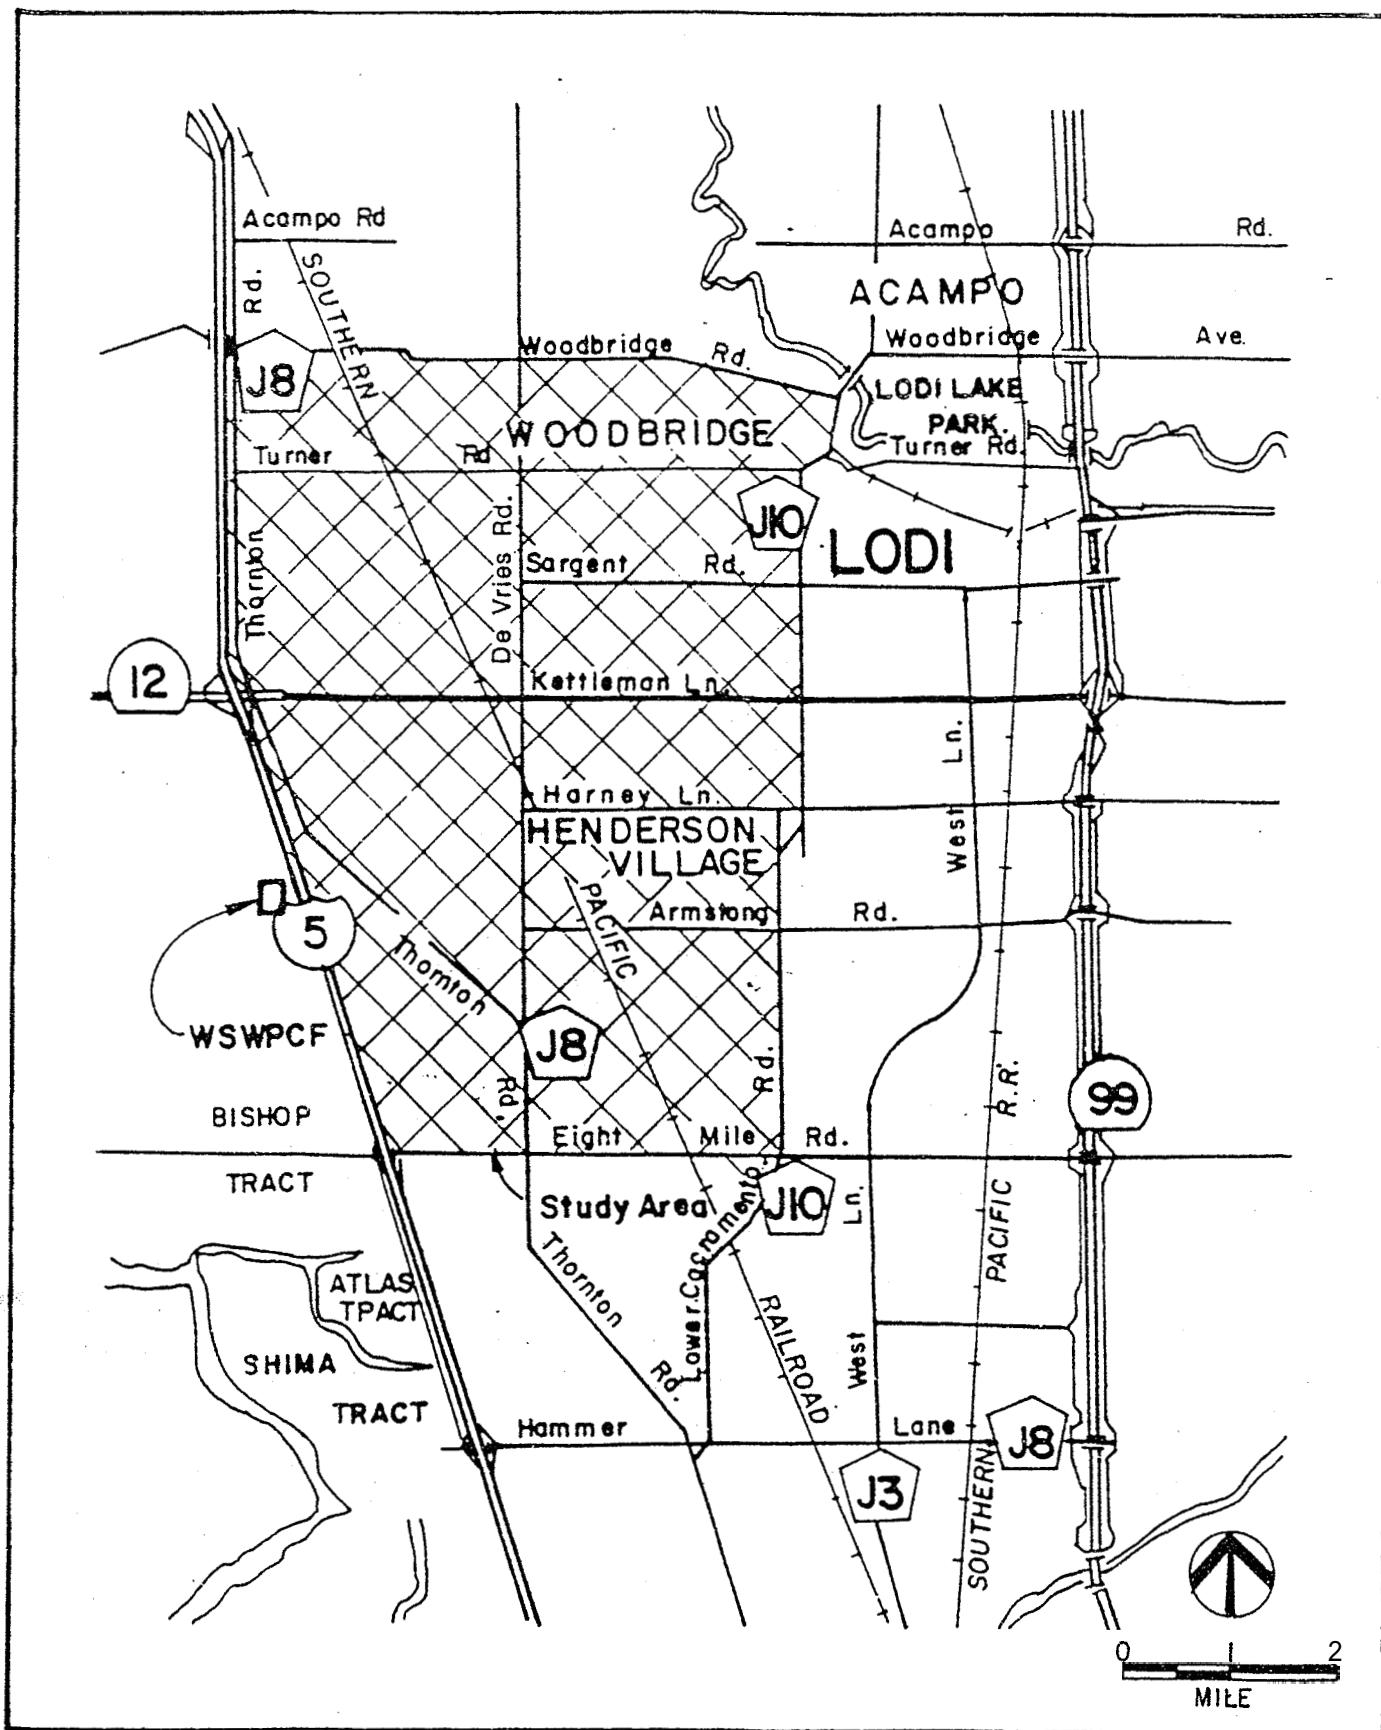 Acampo Rd
Acampo Rd.
Rd.
SOUTHERN
ACAMPO
Woodbridge Rd.
Woodbridge Ave.
J8
LODI LAKE
PARK.
WOODBRIDGE
Turner Rd
Turner Rd.
J10
De Vries Rd.
Thornton
LODI
Sargent Rd.
12
Kettleman Ln.
West Ln.
Harney Ln.
HENDERSON
VILLAGE
Armstong Rd.
PACIFIC
5
Thornton
WSWPCF
J8
Rd.
Rd.
R.R.
99
BISHOP
TRACT
Eight Mile Rd.
Study Area
J10
Lower Cacramento
Ln.
PACIFIC
Thornton Rd.
ATLAS
TPACT
SHIMA
TRACT
RAILROAD
West
Hammer Lane
J8
J3
SOUTHERN
0 1 2
MILE